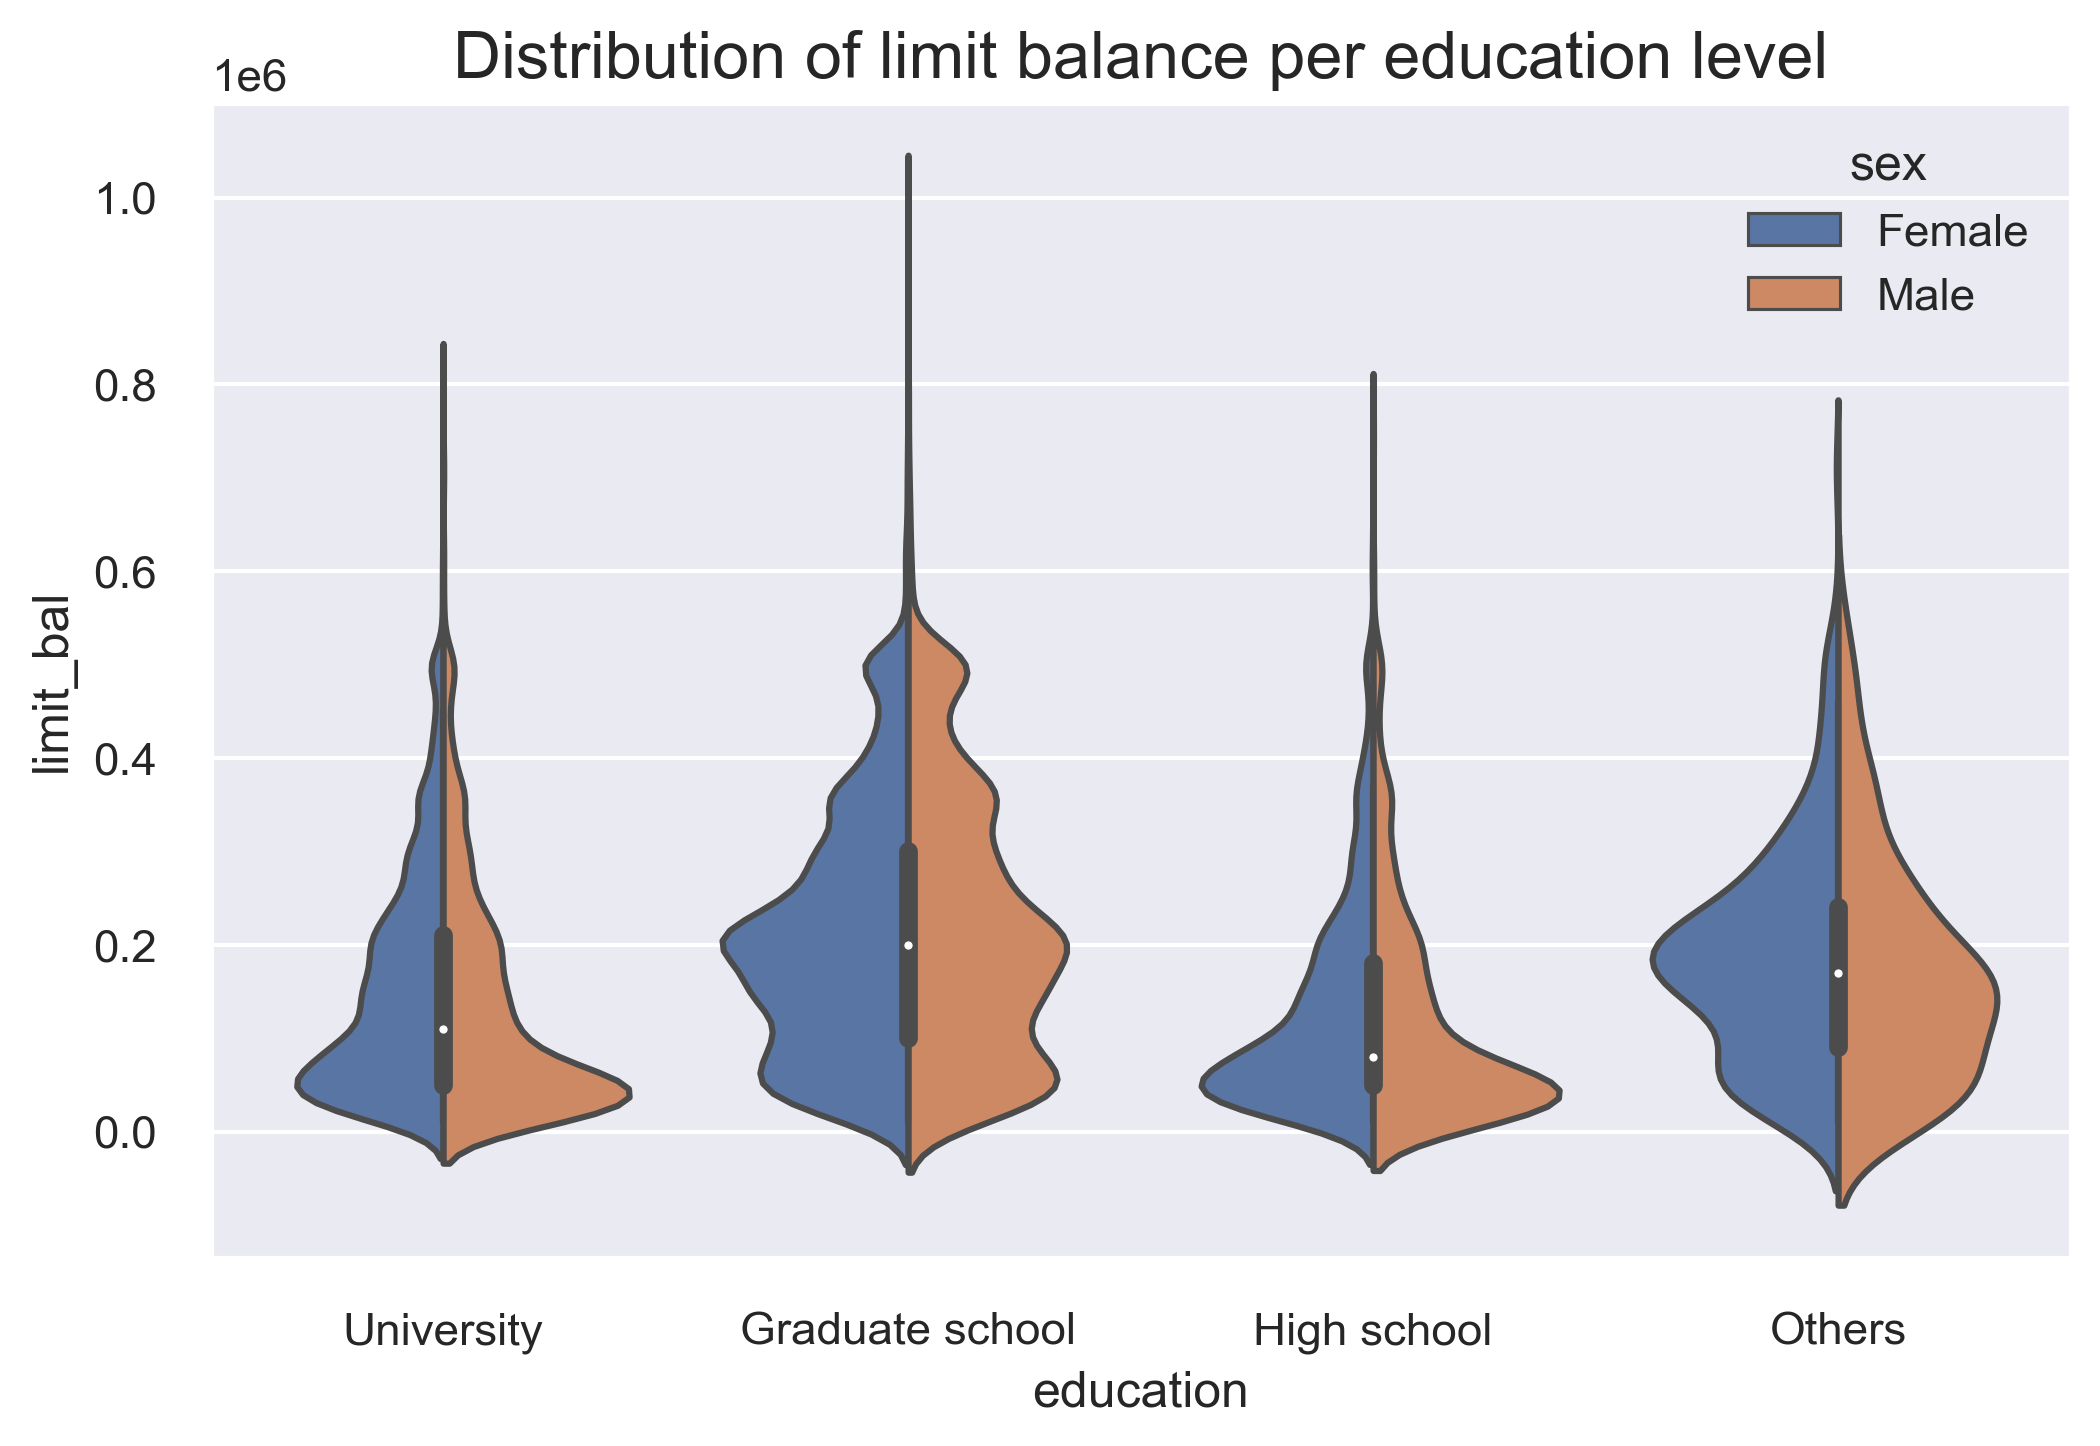 Distribution of limit balance per education level
1e6
sex
Female
Male
1.0
0.8
0.6
0.4
0.2
0.0
limit_bal
University
Graduate school
High school
Others
education